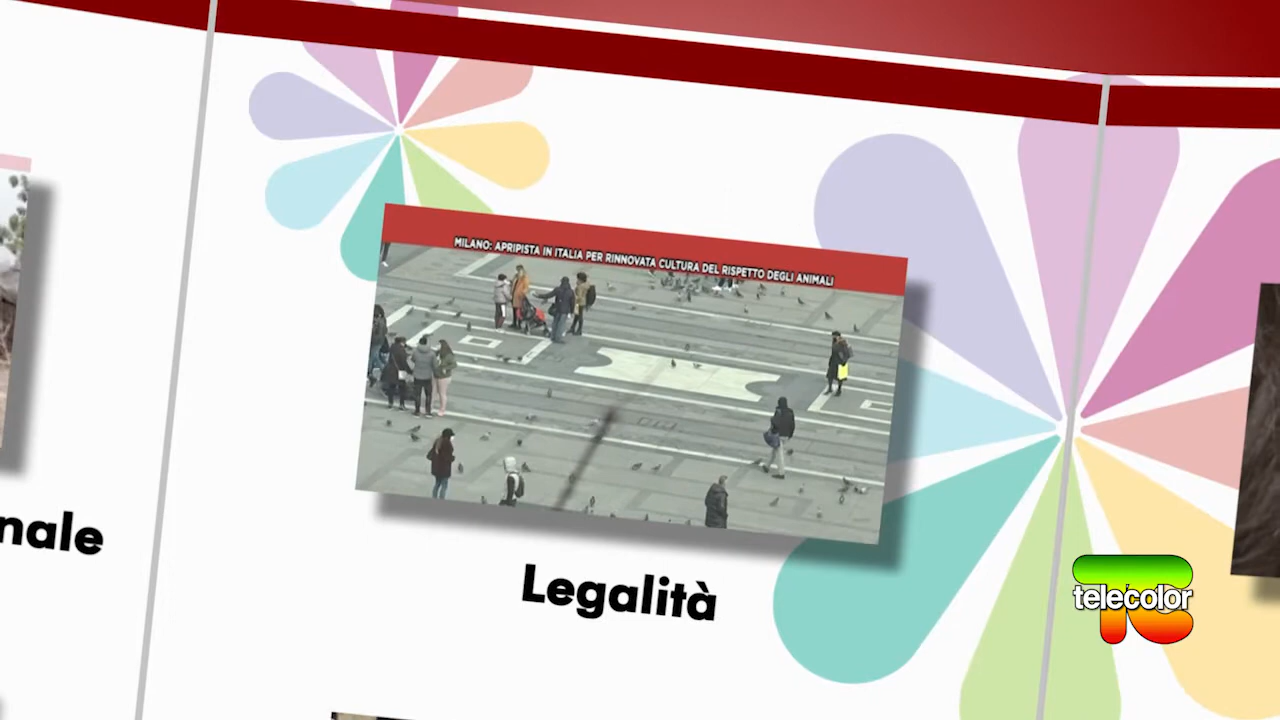 MILANO: APRIPISTA IN ITALIA PER RINNOVATA CULTURA DEL RISPETTO DEGLI ANIMALI
nale
Legalità
telecolor